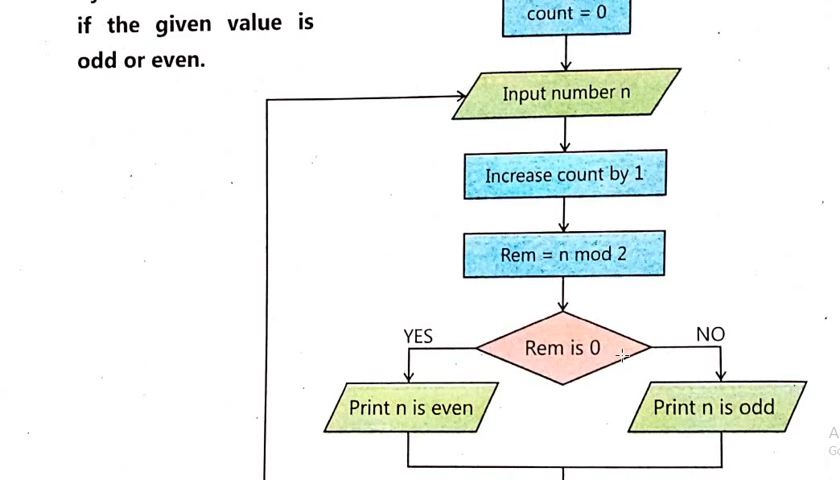 if the given value is
odd or even.
count = 0
Input number n
Increase count by 1
Rem = n mod 2
Rem is 0
YES
NO
Print n is even
Print n is odd